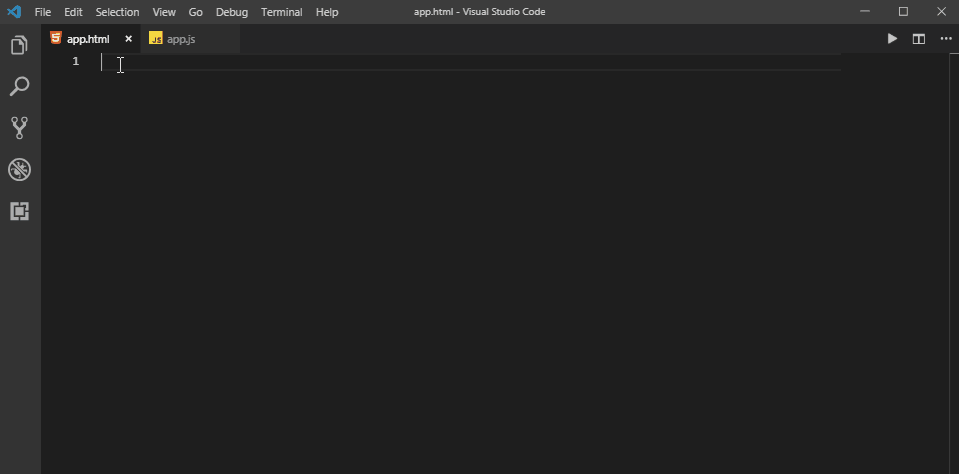 File Edit Selection View Go Debug Terminal Help app.html - Visual Studio Code
app.html JS app.js
1